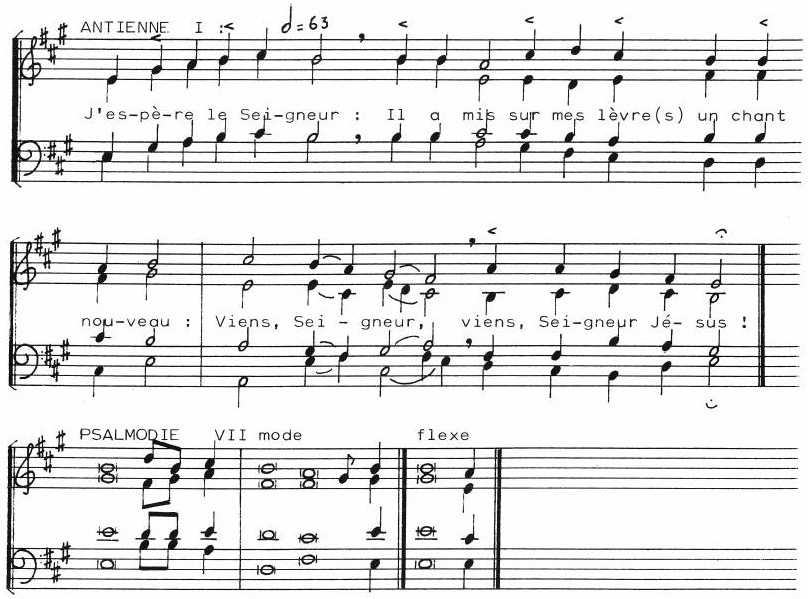 ANTIENNE I : 𝅗𝅥=63
J'es-pè-re le Sei-gneur : Il a mis sur mes lèvre(s) un chant
nou-veau : Viens, Sei - gneur, viens, Sei-gneur Jé- sus !
PSALMODIE VII mode flexe